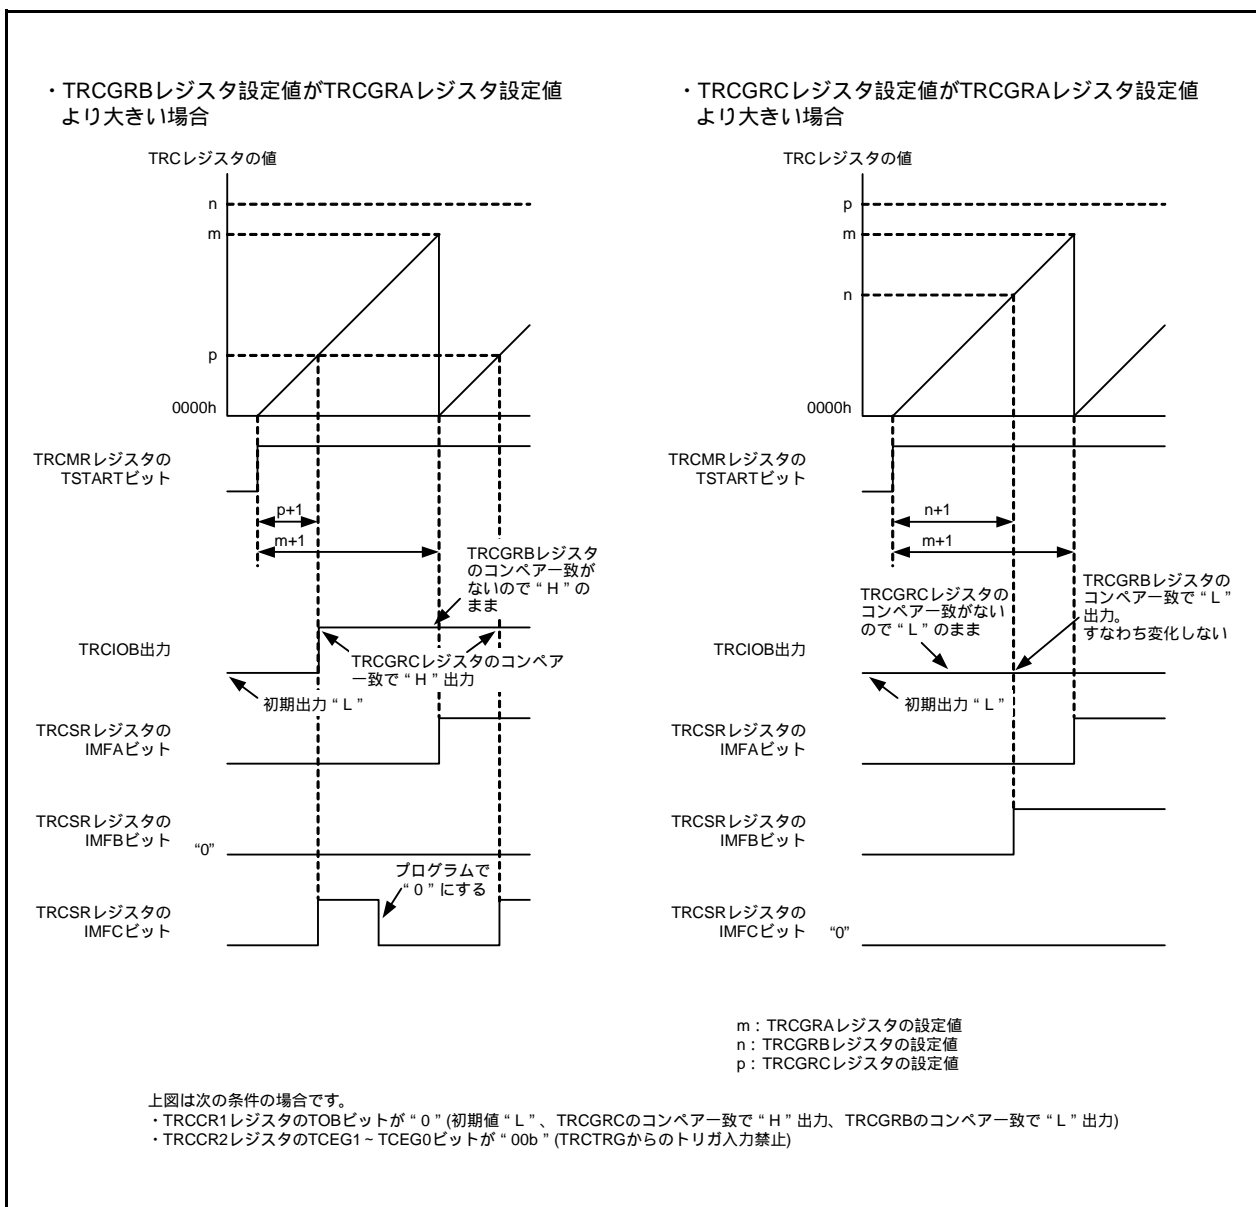 ・TRCGRBレジスタ設定値がTRCGRAレジスタ設定値
より大きい場合
TRCレジスタの値
n
m
p
0000h
TRCMRレジスタの
TSTARTビット
p+1
m+1
TRCGRBレジスタ
のコンペア一致が
ないので“H”の
まま
TRCIOB出力
TRCGRCレジスタのコンペア
一致で“H”出力
初期出力“L”
TRCSRレジスタの
IMFAビット
TRCSRレジスタの
IMFBビット
“0”
プログラムで
“0”にする
TRCSRレジスタの
IMFCビット
・TRCGRCレジスタ設定値がTRCGRAレジスタ設定値
より大きい場合
TRCレジスタの値
p
m
n
0000h
TRCMRレジスタの
TSTARTビット
n+1
m+1
TRCGRCレジスタの
コンペア一致がない
ので“L”のまま
TRCGRBレジスタの
コンペア一致で“L”
出力。
すなわち変化しない
TRCIOB出力
初期出力“L”
TRCSRレジスタの
IMFAビット
TRCSRレジスタの
IMFBビット
TRCSRレジスタの
IMFCビット
“0”
m：TRCGRAレジスタの設定値
n：TRCGRBレジスタの設定値
p：TRCGRCレジスタの設定値
上図は次の条件の場合です。
・TRCCR1レジスタのTOBビットが“0”(初期値“L”、TRCGRCのコンペア一致で“H”出力、TRCGRBのコンペア一致で“L”出力)
・TRCCR2レジスタのTCEG1～TCEG0ビットが“00b”(TRCTRGからのトリガ入力禁止)